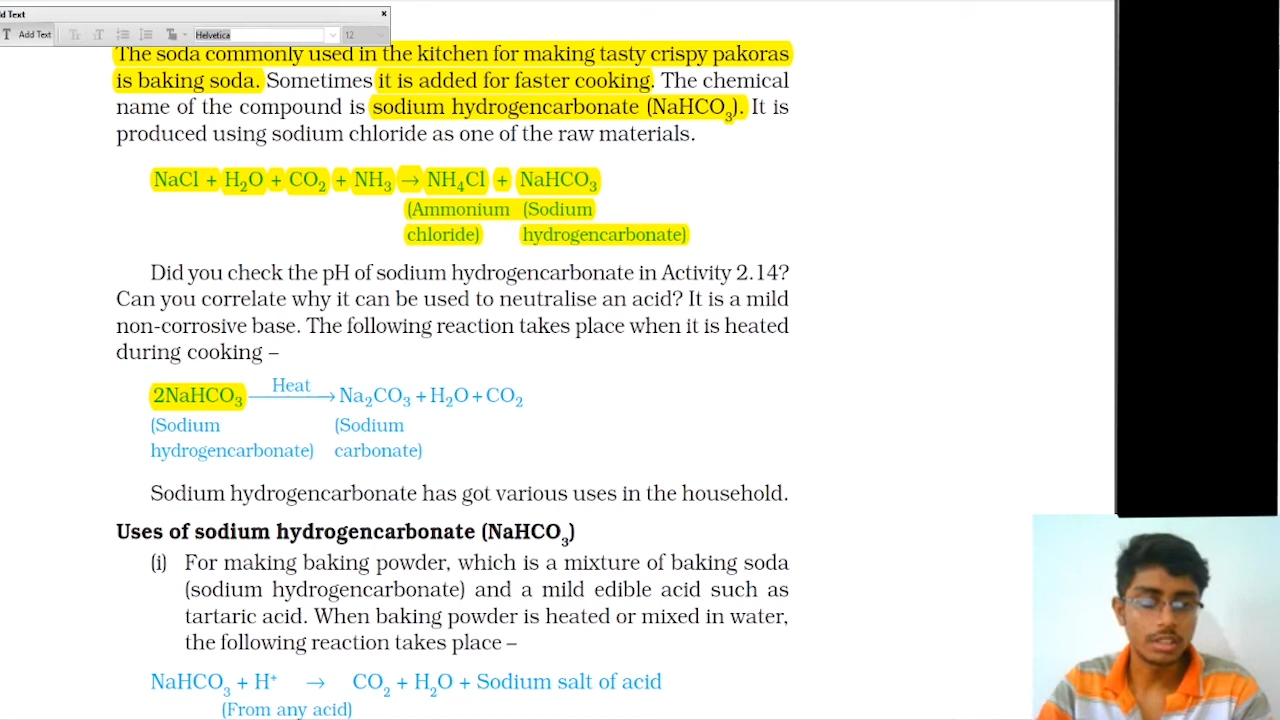 dd Text
T Add Text
Helvetica
12
The soda commonly used in the kitchen for making tasty crispy pakoras
is baking soda. Sometimes it is added for faster cooking. The chemical
name of the compound is sodium hydrogencarbonate (NaHCO₃). It is
produced using sodium chloride as one of the raw materials.
NaCl + H₂O + CO₂ + NH₃ → NH₄Cl + NaHCO₃
(Ammonium (Sodium
chloride) hydrogencarbonate)
Did you check the pH of sodium hydrogencarbonate in Activity 2.14?
Can you correlate why it can be used to neutralise an acid? It is a mild
non-corrosive base. The following reaction takes place when it is heated
during cooking –
Heat
2NaHCO₃ → Na₂CO₃ + H₂O + CO₂
(Sodium (Sodium
hydrogencarbonate) carbonate)
Sodium hydrogencarbonate has got various uses in the household.
Uses of sodium hydrogencarbonate (NaHCO₃)
(i) For making baking powder, which is a mixture of baking soda
(sodium hydrogencarbonate) and a mild edible acid such as
tartaric acid. When baking powder is heated or mixed in water,
the following reaction takes place –
NaHCO₃ + H⁺ → CO₂ + H₂O + Sodium salt of acid
(From any acid)